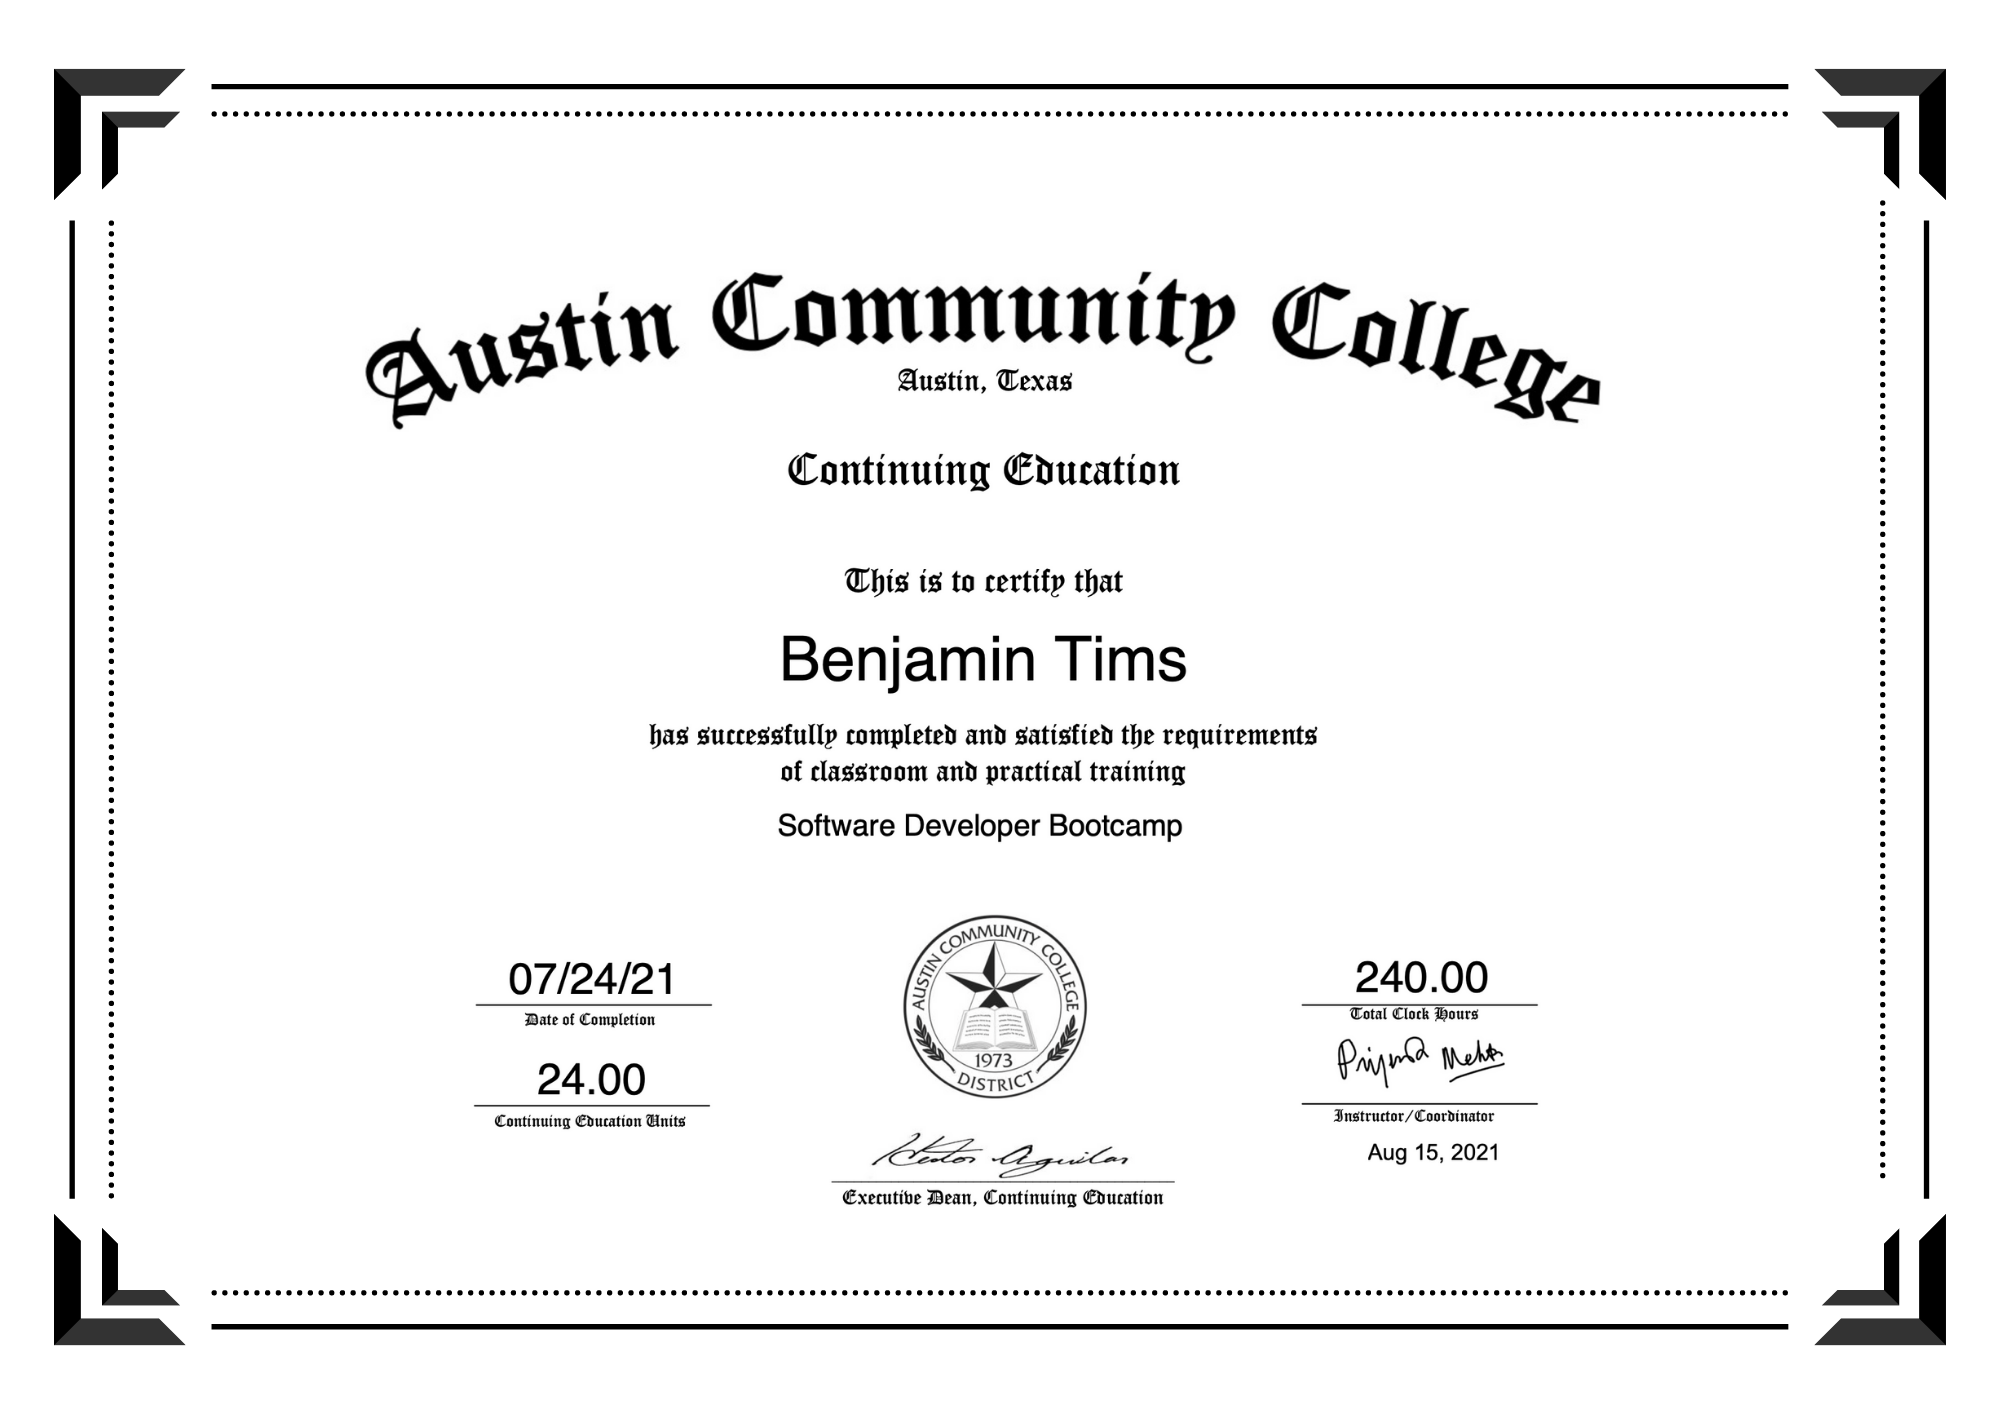 Austin Community College
Austin, Texas
Continuing Education
This is to certify that
Benjamin Tims
has successfully completed and satisfied the requirements
of classroom and practical training
Software Developer Bootcamp
07/24/21
Date of Completion
24.00
Continuing Education Units
AUSTIN COMMUNITY COLLEGE
1973
DISTRICT
Hector Aguilar
Executive Dean, Continuing Education
240.00
Total Clock Hours
Mehta
Instructor/Coordinator
Aug 15, 2021